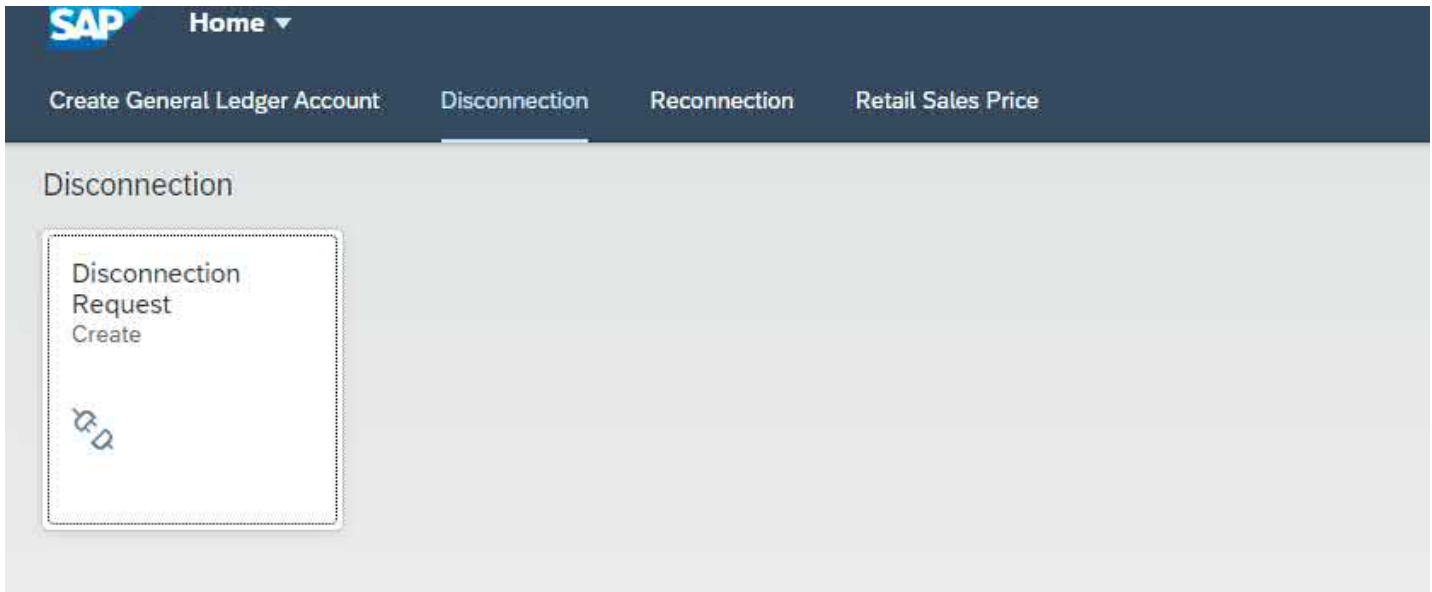 SAP Home
Create General Ledger Account Disconnection Reconnection Retail Sales Price
Disconnection
Disconnection
Request
Create